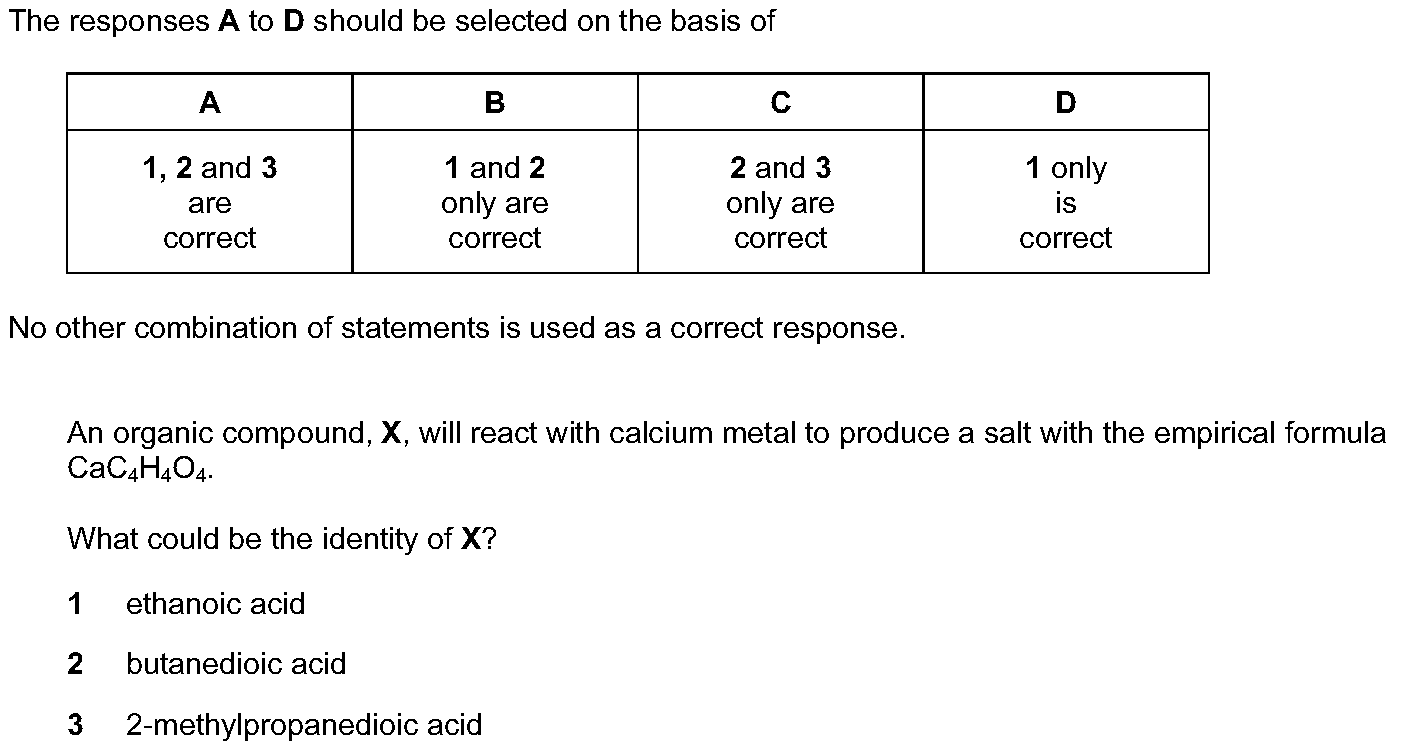 The responses A to D should be selected on the basis of
A B C D
1, 2 and 3 1 and 2 2 and 3 1 only
are only are only are is
correct correct correct correct
No other combination of statements is used as a correct response.
An organic compound, X, will react with calcium metal to produce a salt with the empirical formula
CaC₄H₄O₄.
What could be the identity of X?
1 ethanoic acid
2 butanedioic acid
3 2-methylpropanedioic acid